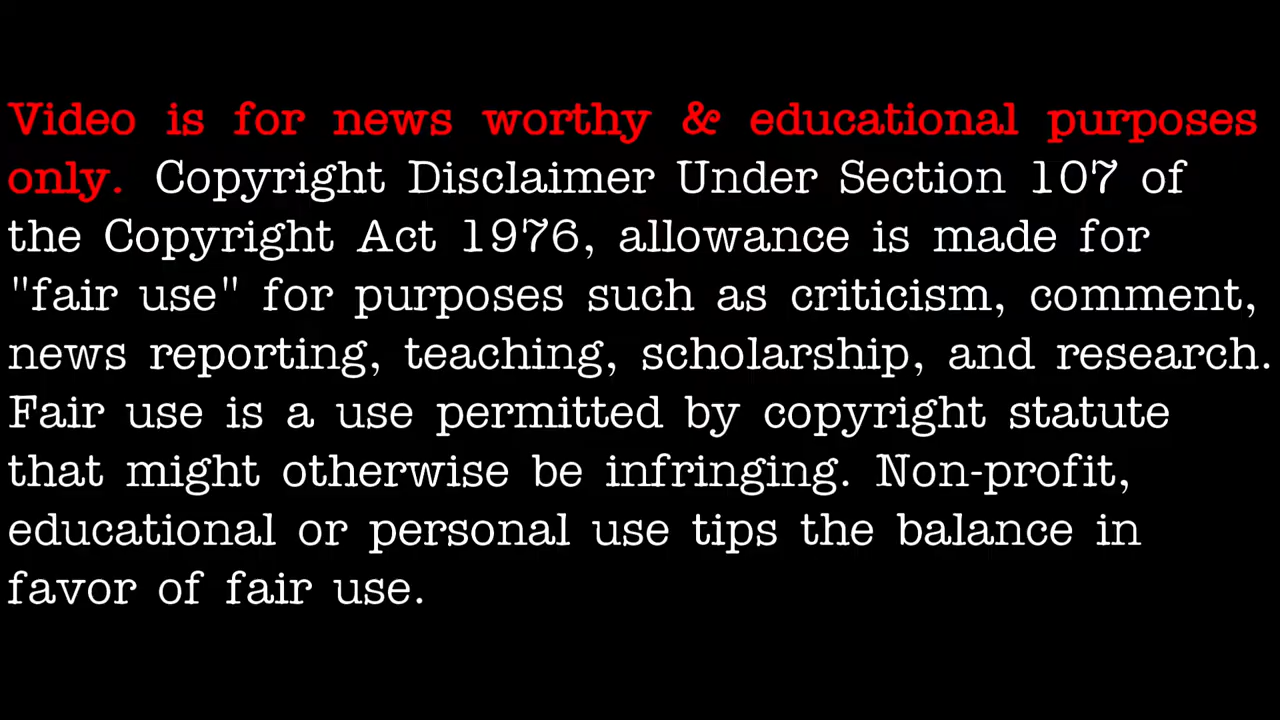 Video is for news worthy & educational purposes
only. Copyright Disclaimer Under Section 107 of
the Copyright Act 1976, allowance is made for
"fair use" for purposes such as criticism, comment,
news reporting, teaching, scholarship, and research.
Fair use is a use permitted by copyright statute
that might otherwise be infringing. Non-profit,
educational or personal use tips the balance in
favor of fair use.